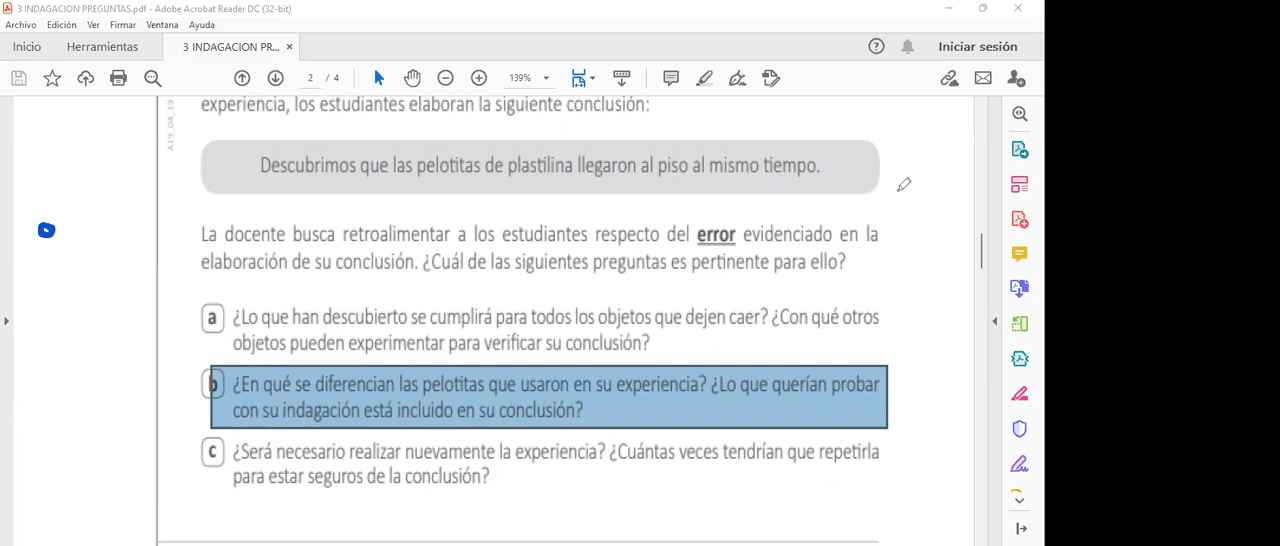 3 INDAGACION PREGUNTAS.pdf - Adobe Acrobat Reader DC (32-bit)
Archivo Edición Ver Firmar Ventana Ayuda
Inicio Herramientas 3 INDAGACION PR... × Iniciar sesión
2 / 4 139%
experiencia, los estudiantes elaboran la siguiente conclusión:
A19_04_19
Descubrimos que las pelotitas de plastilina llegaron al piso al mismo tiempo.
La docente busca retroalimentar a los estudiantes respecto del error evidenciado en la
elaboración de su conclusión. ¿Cuál de las siguientes preguntas es pertinente para ello?
a ¿Lo que han descubierto se cumplirá para todos los objetos que dejen caer? ¿Con qué otros
objetos pueden experimentar para verificar su conclusión?
b ¿En qué se diferencian las pelotitas que usaron en su experiencia? ¿Lo que querían probar
con su indagación está incluido en su conclusión?
c ¿Será necesario realizar nuevamente la experiencia? ¿Cuántas veces tendrían que repetirla
para estar seguros de la conclusión?